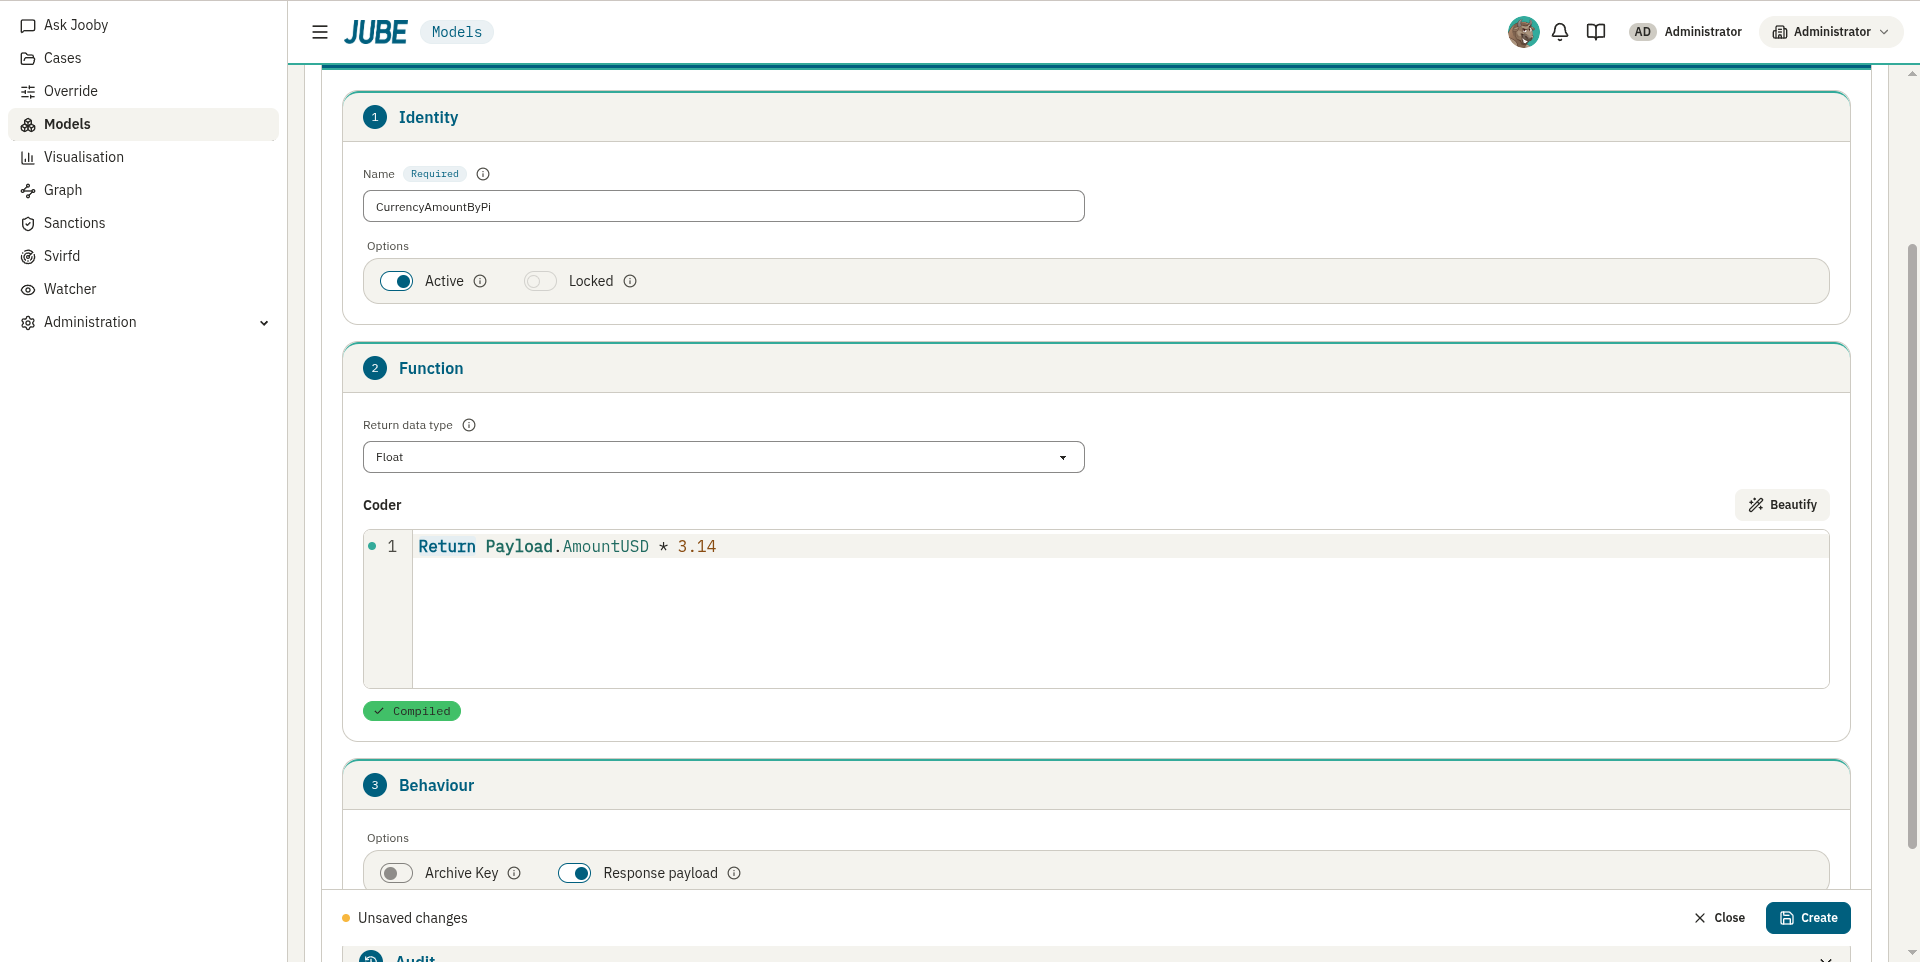 Ask Jooby
Cases
Override
Models
Visualisation
Graph
Sanctions
Svirfd
Watcher
Administration
JUBE
Models
AD Administrator
Administrator
1 Identity
Name Required
CurrencyAmountByPi
Options
Active
Locked
2 Function
Return data type
Float
Coder
Beautify
1 Return Payload.AmountUSD * 3.14
Compiled
3 Behaviour
Options
Archive Key
Response payload
Unsaved changes
Close
Create
Audit